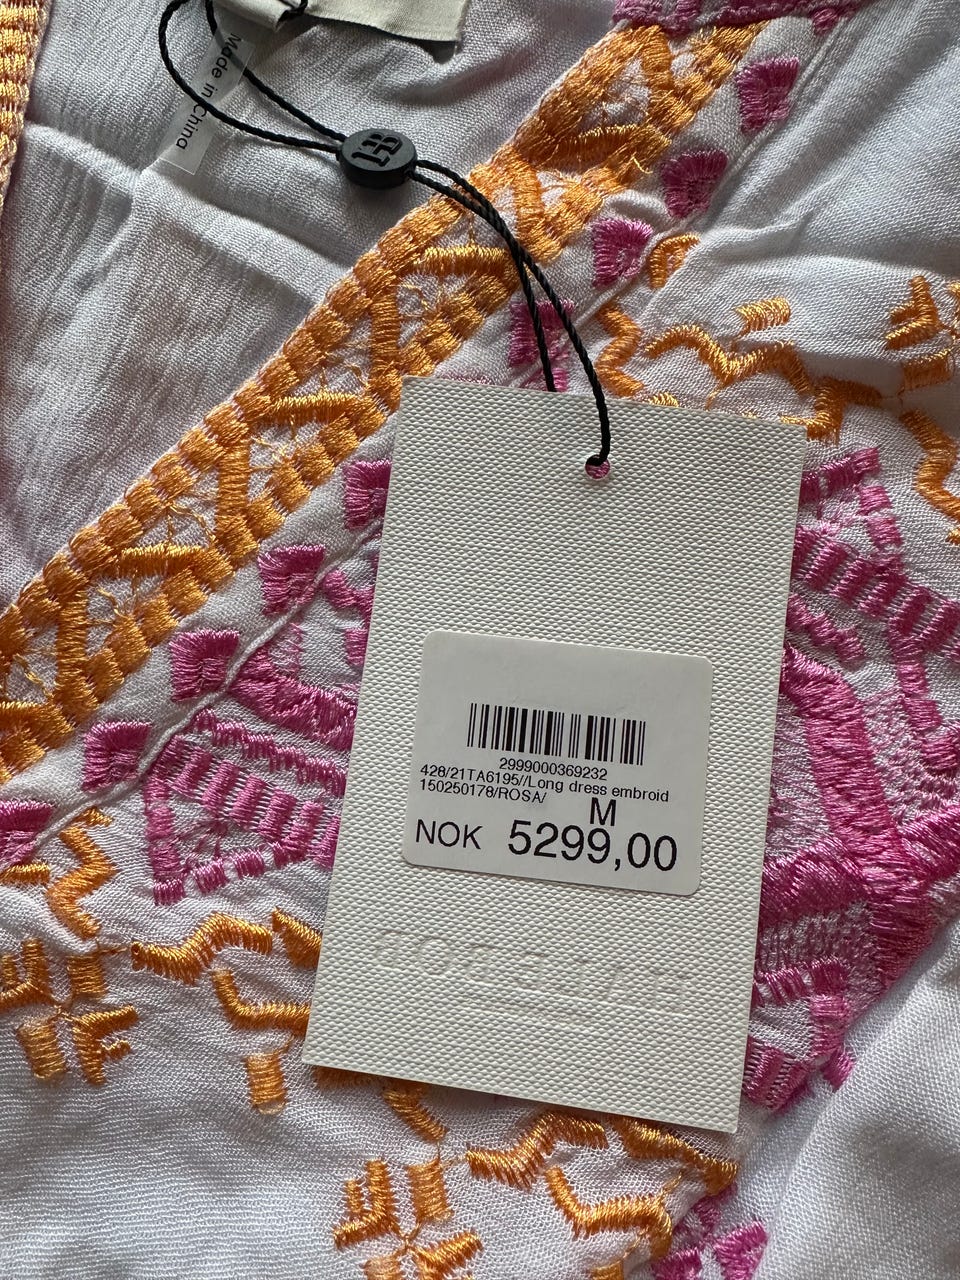 Made in China
2999000369232
428/21TA6195//Long dress embroid
150250178/ROSA/
M
NOK 5299,00